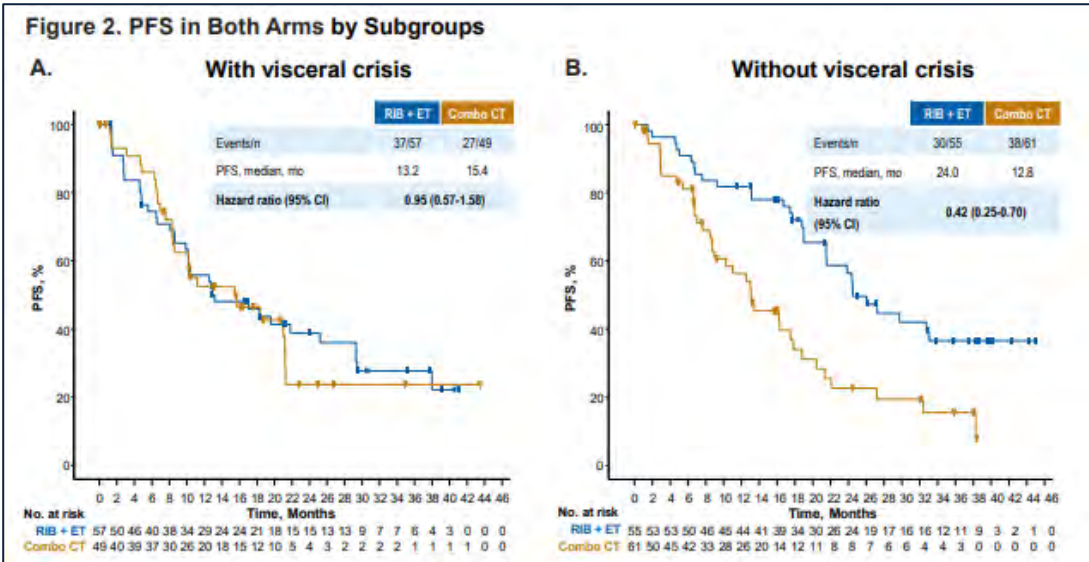 Figure 2. PFS in Both Arms by Subgroups
A.
With visceral crisis
RIB + ET Combo CT
Events/n 37/57 27/49
PFS, median, mo 13.2 15.4
Hazard ratio (95% CI) 0.95 (0.57-1.58)
PFS, %
100
80
60
40
20
0
0 2 4 6 8 10 12 14 16 18 20 22 24 26 28 30 32 34 36 38 40 42 44 46
Time, Months
No. at risk
RIB + ET 57 50 46 40 38 34 29 24 24 21 18 15 15 13 13 9 7 7 6 4 3 0 0 0
Combo CT 49 40 39 37 30 26 20 18 15 12 10 5 4 3 2 2 2 2 1 1 1 1 0 0
B.
Without visceral crisis
RIB + ET Combo CT
Events/n 30/55 38/61
PFS, median, mo 24.0 12.8
Hazard ratio
(95% CI) 0.42 (0.25-0.70)
PFS, %
100
80
60
40
20
0
0 2 4 6 8 10 12 14 16 18 20 22 24 26 28 30 32 34 36 38 40 42 44 46
Time, Months
No. at risk
RIB + ET 55 53 53 50 46 45 44 41 39 34 30 26 24 19 17 16 16 12 11 9 3 2 1 0
Combo CT 61 50 45 42 33 28 26 20 14 12 11 8 8 7 6 6 4 4 3 0 0 0 0 0